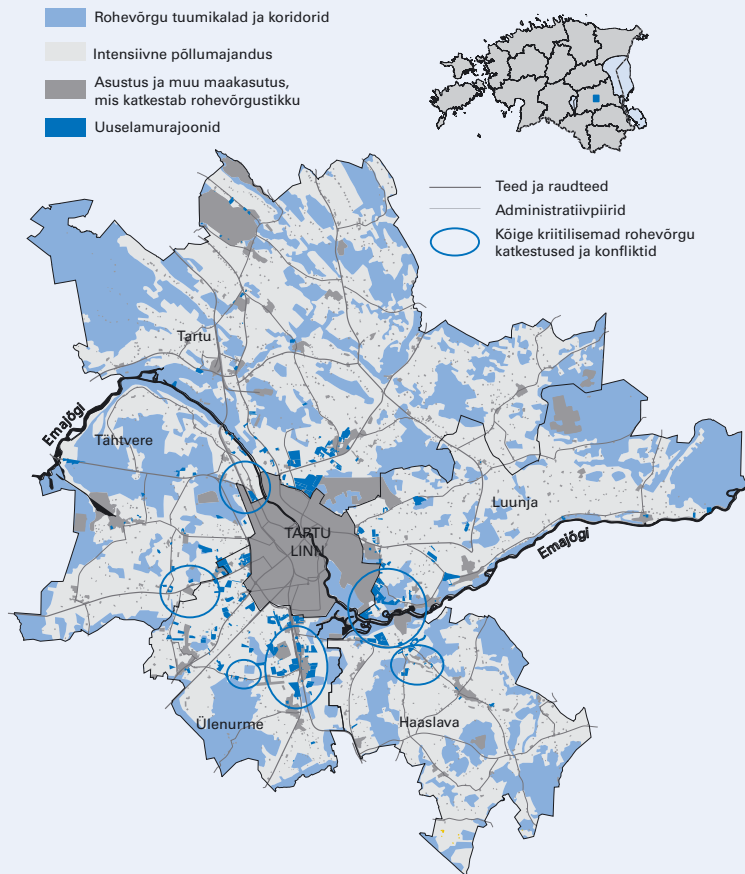 Rohevõrgu tuumikalad ja koridorid
Intensiivne põllumajandus
Asustus ja muu maakasutus,
mis katkestab rohevõrgustikku
Uuselamurajoonid
Teed ja raudteed
Administratiivpiirid
Kõige kriitilisemad rohevõrgu
katkestused ja konfliktid
Tartu
Emajõgi
Tähtvere
Luunja
TARTU
LINN
Emajõgi
Ülenurme
Haaslava